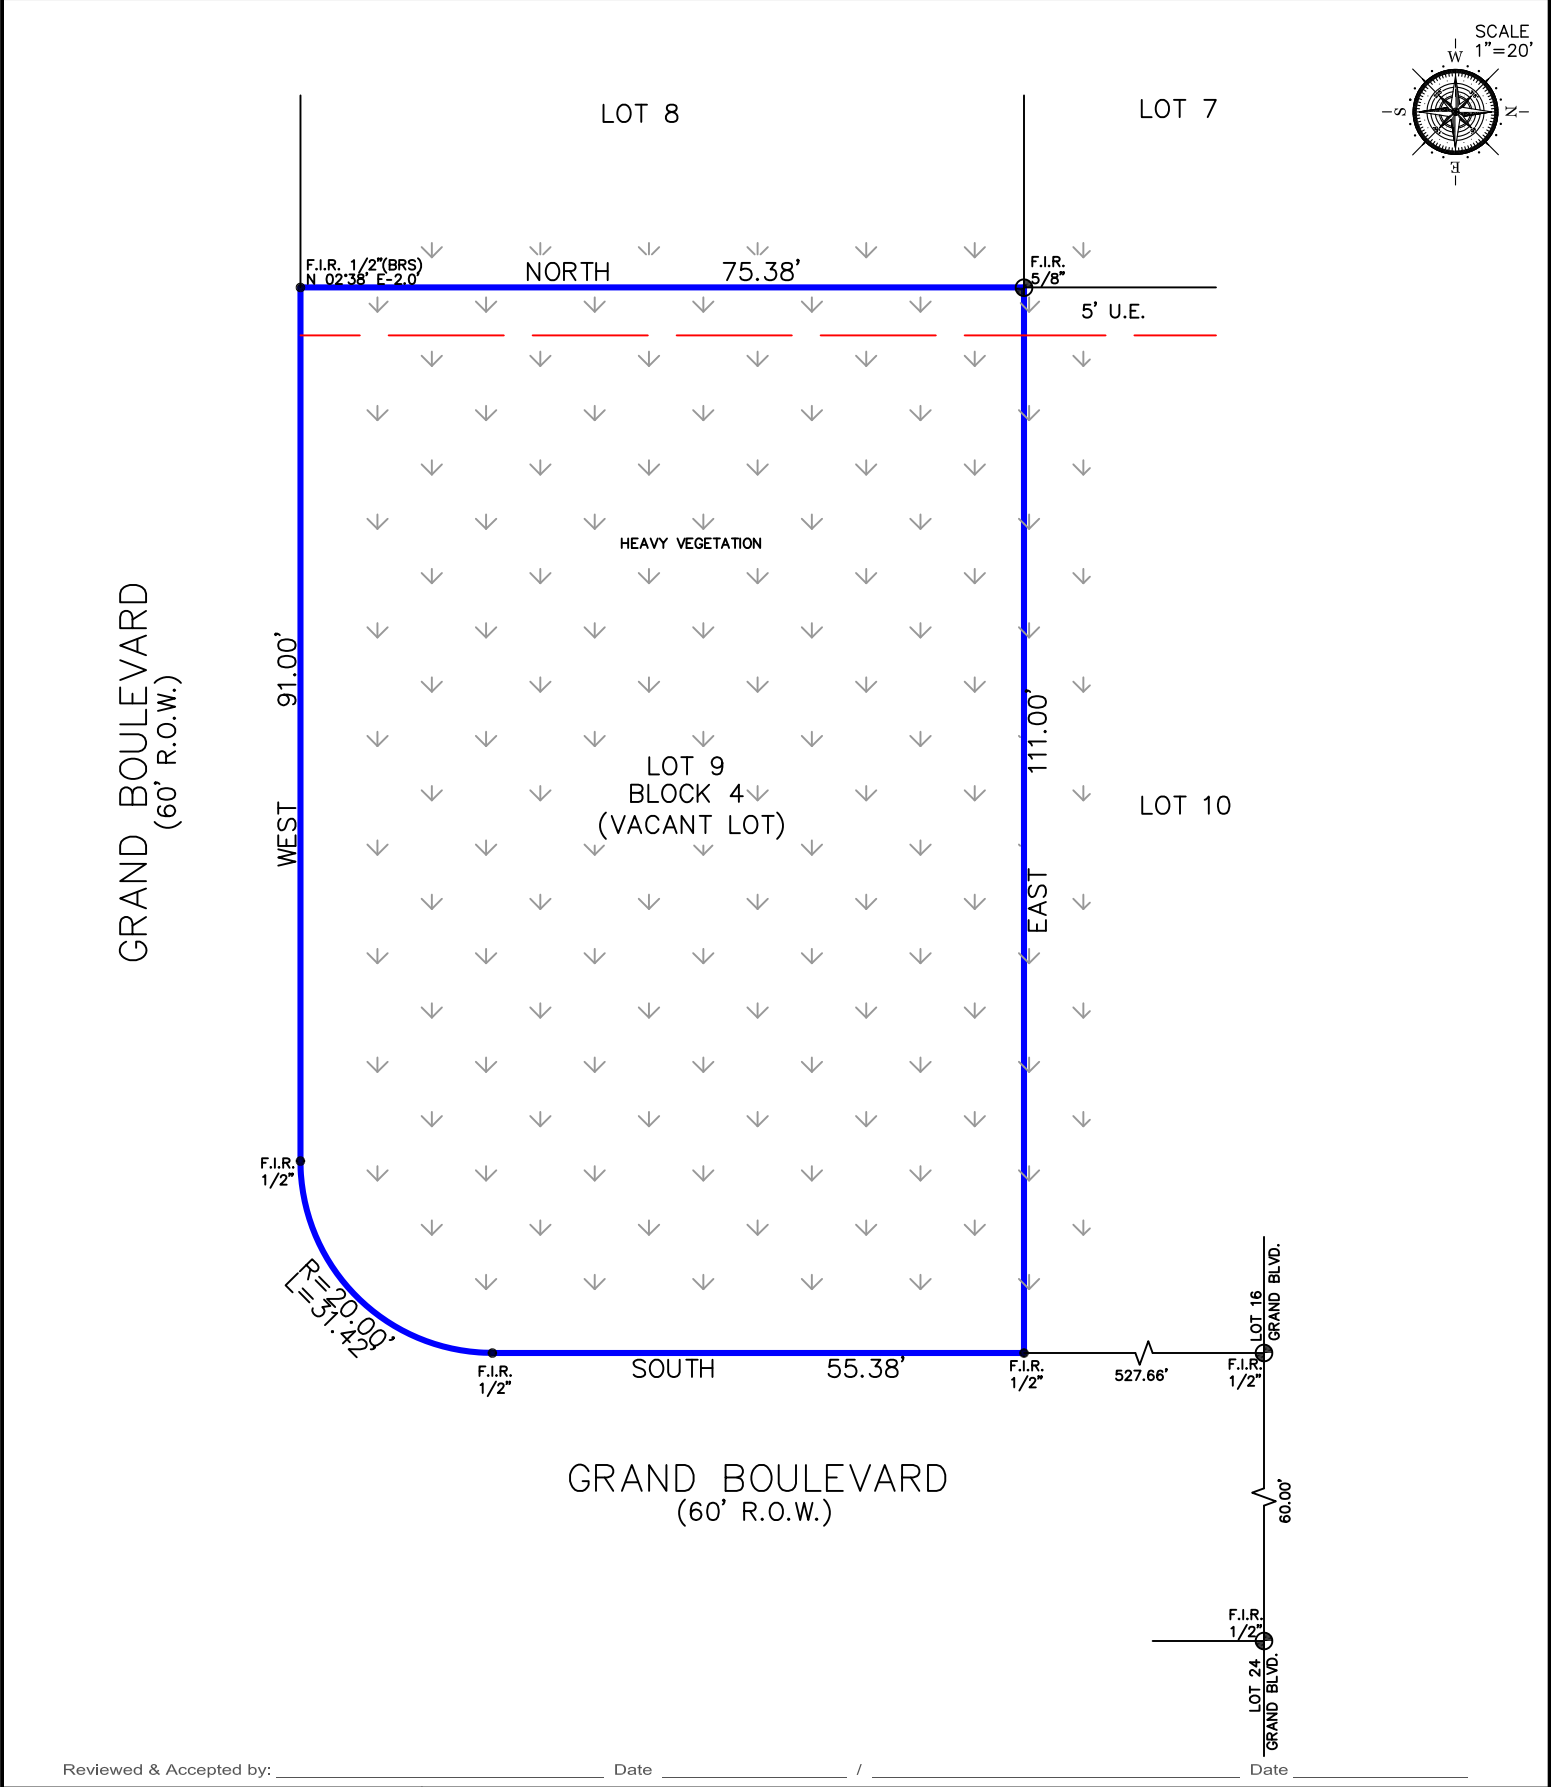 SCALE
1"=20'
W
S
N
E
LOT 8
LOT 7
F.I.R. 1/2"(BRS)
N 02°38' E-2.0'
NORTH 75.38'
F.I.R.
5/8"
5' U.E.
HEAVY VEGETATION
GRAND BOULEVARD
(60' R.O.W.)
WEST 91.00'
EAST 111.00'
LOT 9
BLOCK 4
(VACANT LOT)
LOT 10
F.I.R.
1/2"
R=20.00'
L=31.42'
F.I.R.
1/2"
SOUTH 55.38'
F.I.R.
1/2"
527.66'
LOT 16
GRAND BLVD.
F.I.R.
1/2"
GRAND BOULEVARD
(60' R.O.W.)
60.00'
F.I.R.
1/2"
LOT 24
GRAND BLVD.
Reviewed & Accepted by: Date / Date